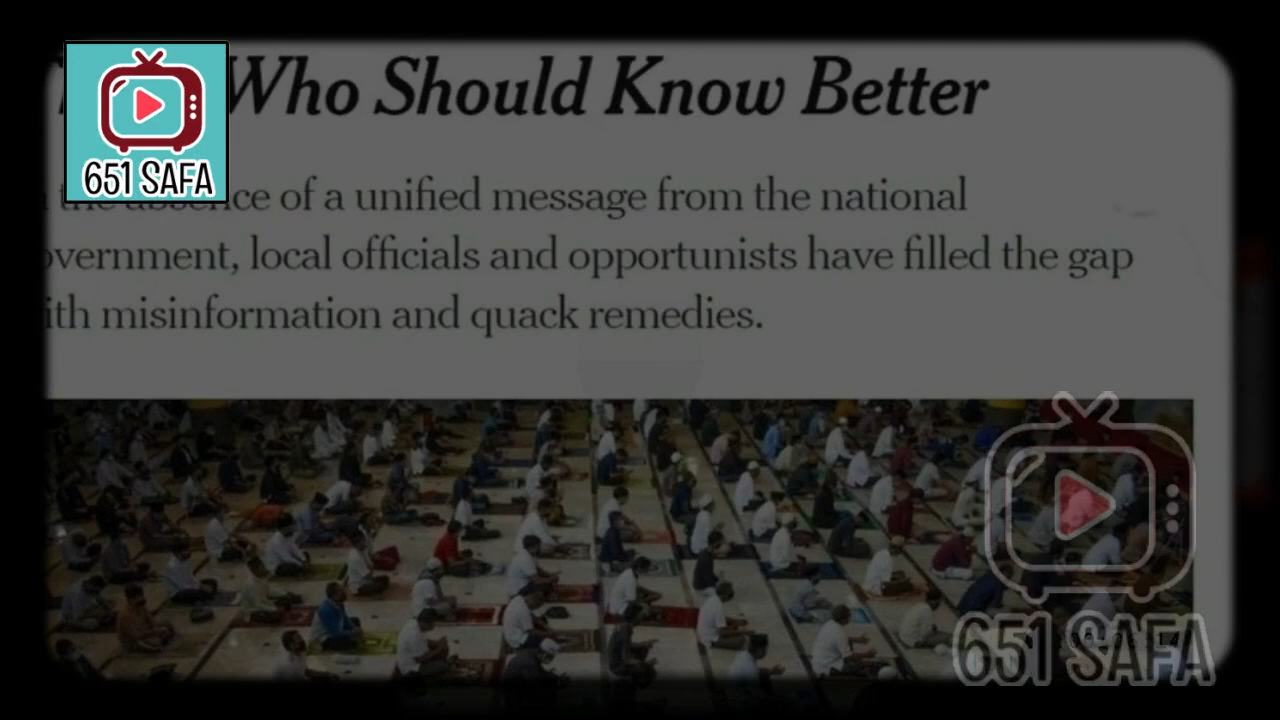 651 SAFA
Who Should Know Better
the absence of a unified message from the national
overnment, local officials and opportunists have filled the gap
ith misinformation and quack remedies.
651 SAFA